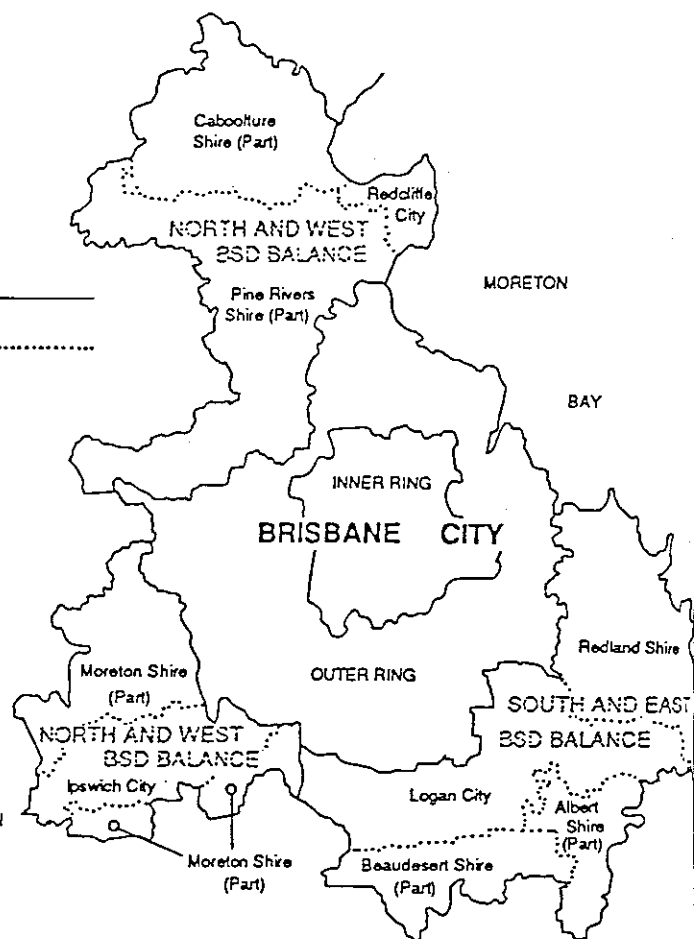 Caboolture
Shire (Part)
Redcliffe
City
NORTH AND WEST
BSD BALANCE
Pine Rivers
Shire (Part)
MORETON
BAY
INNER RING
BRISBANE CITY
OUTER RING
Redland Shire
Moreton Shire
(Part)
SOUTH AND EAST
BSD BALANCE
NORTH AND WEST
BSD BALANCE
Ipswich City
Logan City
Albert
Shire
(Part)
Moreton Shire
(Part)
Beaudesert Shire
(Part)